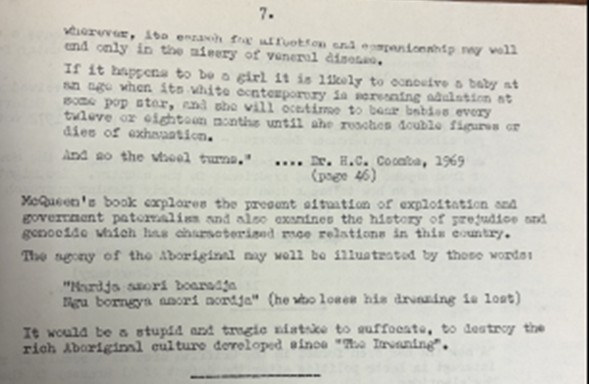 7.
wherever, its search for affection and companionship may well
end only in the misery of veneral disease.
If it happens to be a girl it is likely to conceive a baby at
an age when its white contemporary is screaming adulation at
some pop star, and she will continue to bear babies every
twleve or eighteen months until she reaches double figures or
dies of exhaustion.
And so the wheel turns." .... Dr. H.C. Coombs, 1969
(page 46)
McQueen's book explores the present situation of exploitation and
government paternalism and also examines the history of prejudice and
genocide which has characterised race relations in this country.
The agony of the Aboriginal may well be illustrated by these words:
"Mardja amori boaradja
Ngu borngya amori mordja" (he who loses his dreaming is lost)
It would be a stupid and tragic mistake to suffocate, to destroy the
rich Aboriginal culture developed since "The Dreaming".